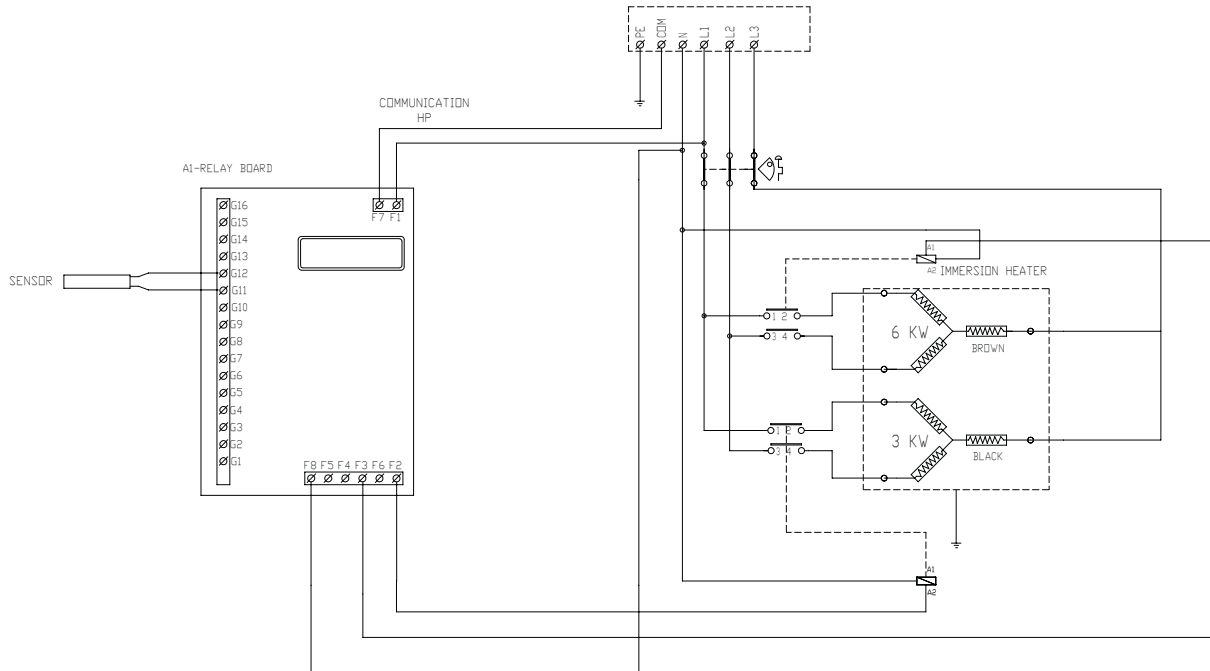 PE COM N L1 L2 L3
COMMUNICATION
HP
A1-RELAY BOARD
F7 F1
G16
G15
G14
G13
G12
G11
G10
G9
G8
G7
G6
G5
G4
G3
G2
G1
SENSOR
A1
A2
IMMERSION HEATER
1 2
3 4
6 KW
BROWN
1 2
3 4
3 KW
BLACK
F8 F5 F4 F3 F6 F2
A1
A2